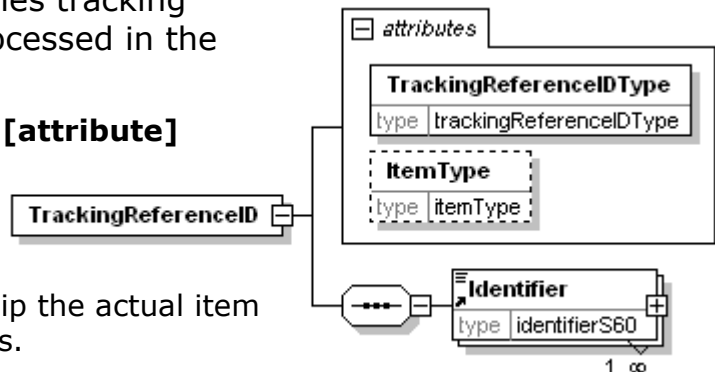 ies tracking
ocessed in the
[attribute]
ip the actual item
s.
attributes
TrackingReferenceIDType
type trackingReferenceIDType
ItemType
type itemType
TrackingReferenceID
Identifier
type identifierS60
1..∞